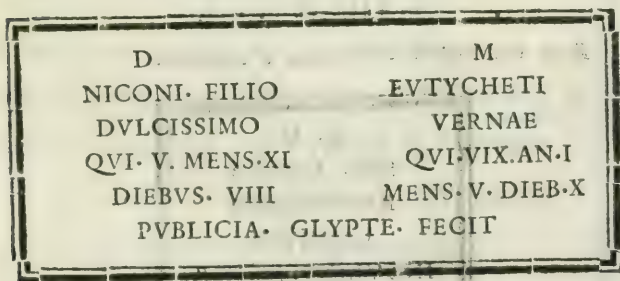 D M
NICONI· FILIO EVTYCHETI
DVLCISSIMO VERNAE
QVI· V. MENS·XI QVI·VIX.AN·I
DIEBVS· VIII MENS· V· DIEB·X
PVBLICIA· GLYPTE· FECIT